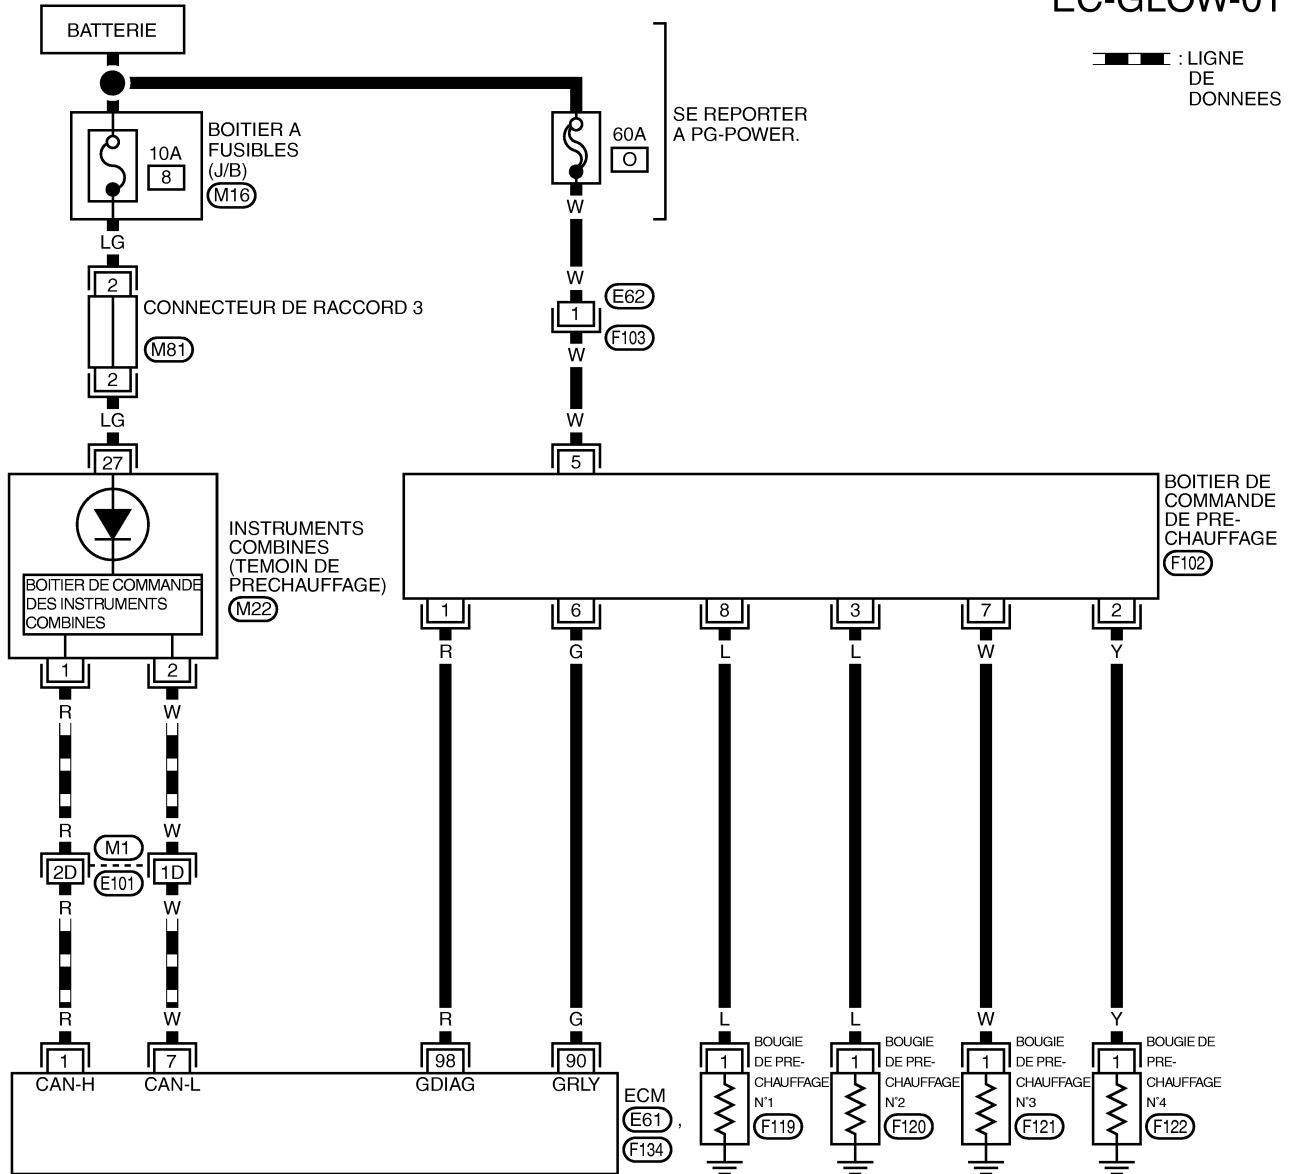 EC-GLOW-01
BATTERIE
: LIGNE
DE
DONNEES
SE REPORTER
A PG-POWER.
BOITIER A
FUSIBLES
(J/B)
M16
10A
8
60A
O
LG
W
2
CONNECTEUR DE RACCORD 3
M81
2
LG
W
E62
1
F103
W
W
27
5
INSTRUMENTS
COMBINES
(TEMOIN DE
PRECHAUFFAGE)
M22
BOITIER DE COMMANDE
DES INSTRUMENTS
COMBINES
BOITIER DE
COMMANDE
DE PRE-
CHAUFFAGE
F102
1 6 8 3 7 2
R G L L W Y
1 2
R W
R W
M1
2D 1D
E101
R W
R W
R G L L W Y
1 7 98 90
CAN-H CAN-L GDIAG GRLY
ECM
E61 ,
F134
1
BOUGIE
DE PRE-
CHAUFFAGE
N°1
F119
1
BOUGIE
DE PRE-
CHAUFFAGE
N°2
F120
1
BOUGIE
DE PRE-
CHAUFFAGE
N°3
F121
1
BOUGIE DE
PRE-
CHAUFFAGE
N°4
F122